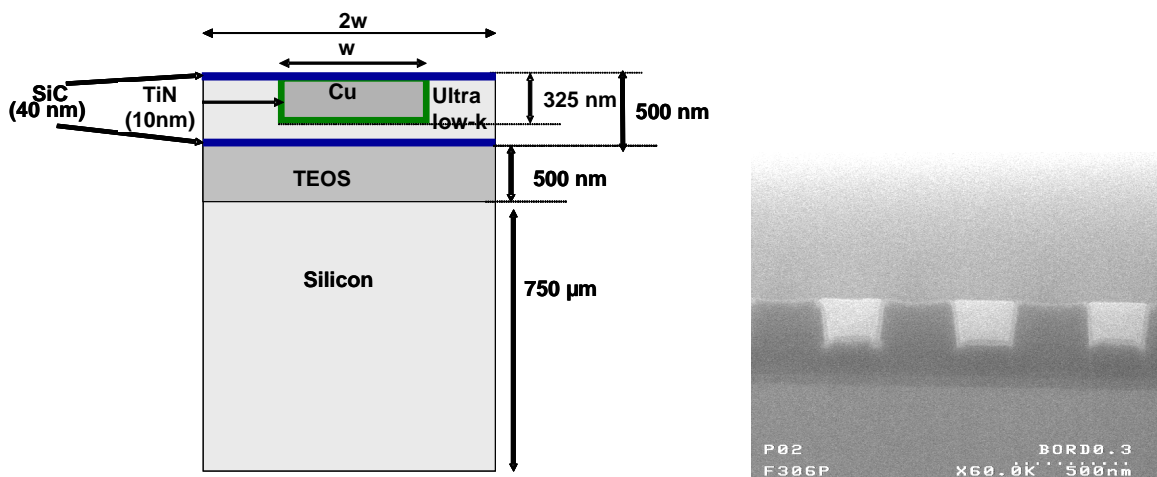 2w
w
SiC
(40 nm)
TiN
(10nm)
Cu
Ultra
low-k
325 nm
500 nm
TEOS
500 nm
Silicon
750 µm
P02 BORD0.3
F306P X60.0K 500nm